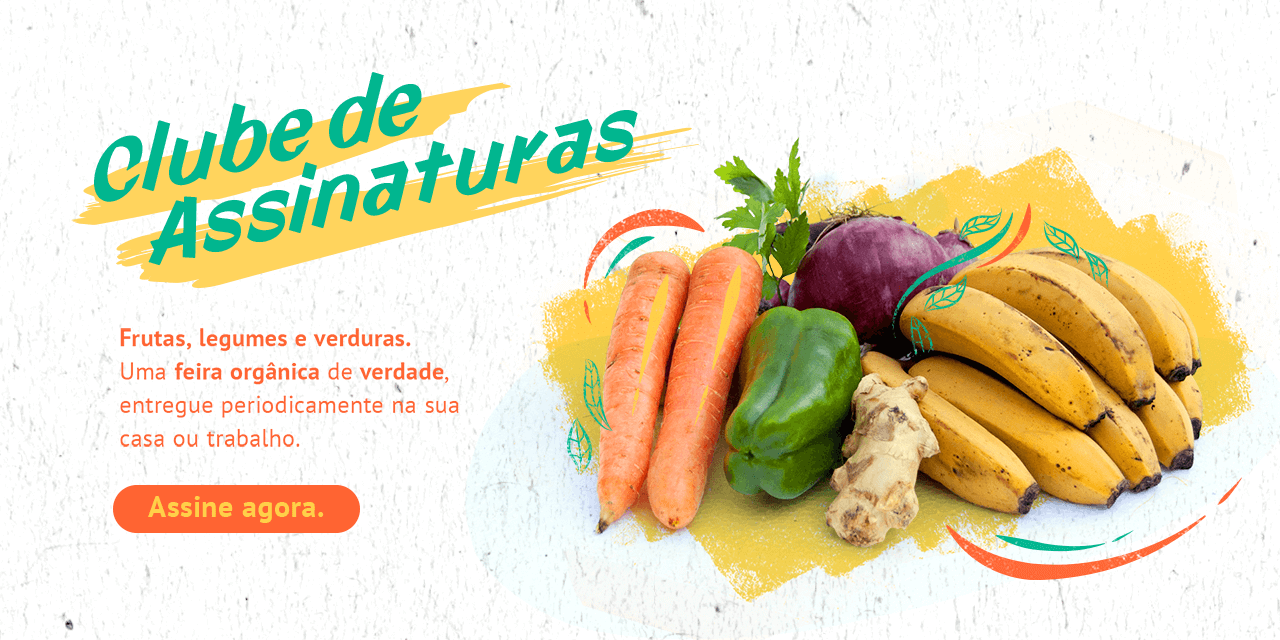 Clube de
Assinaturas
Frutas, legumes e verduras.
Uma feira orgânica de verdade,
entregue periodicamente na sua
casa ou trabalho.
Assine agora.